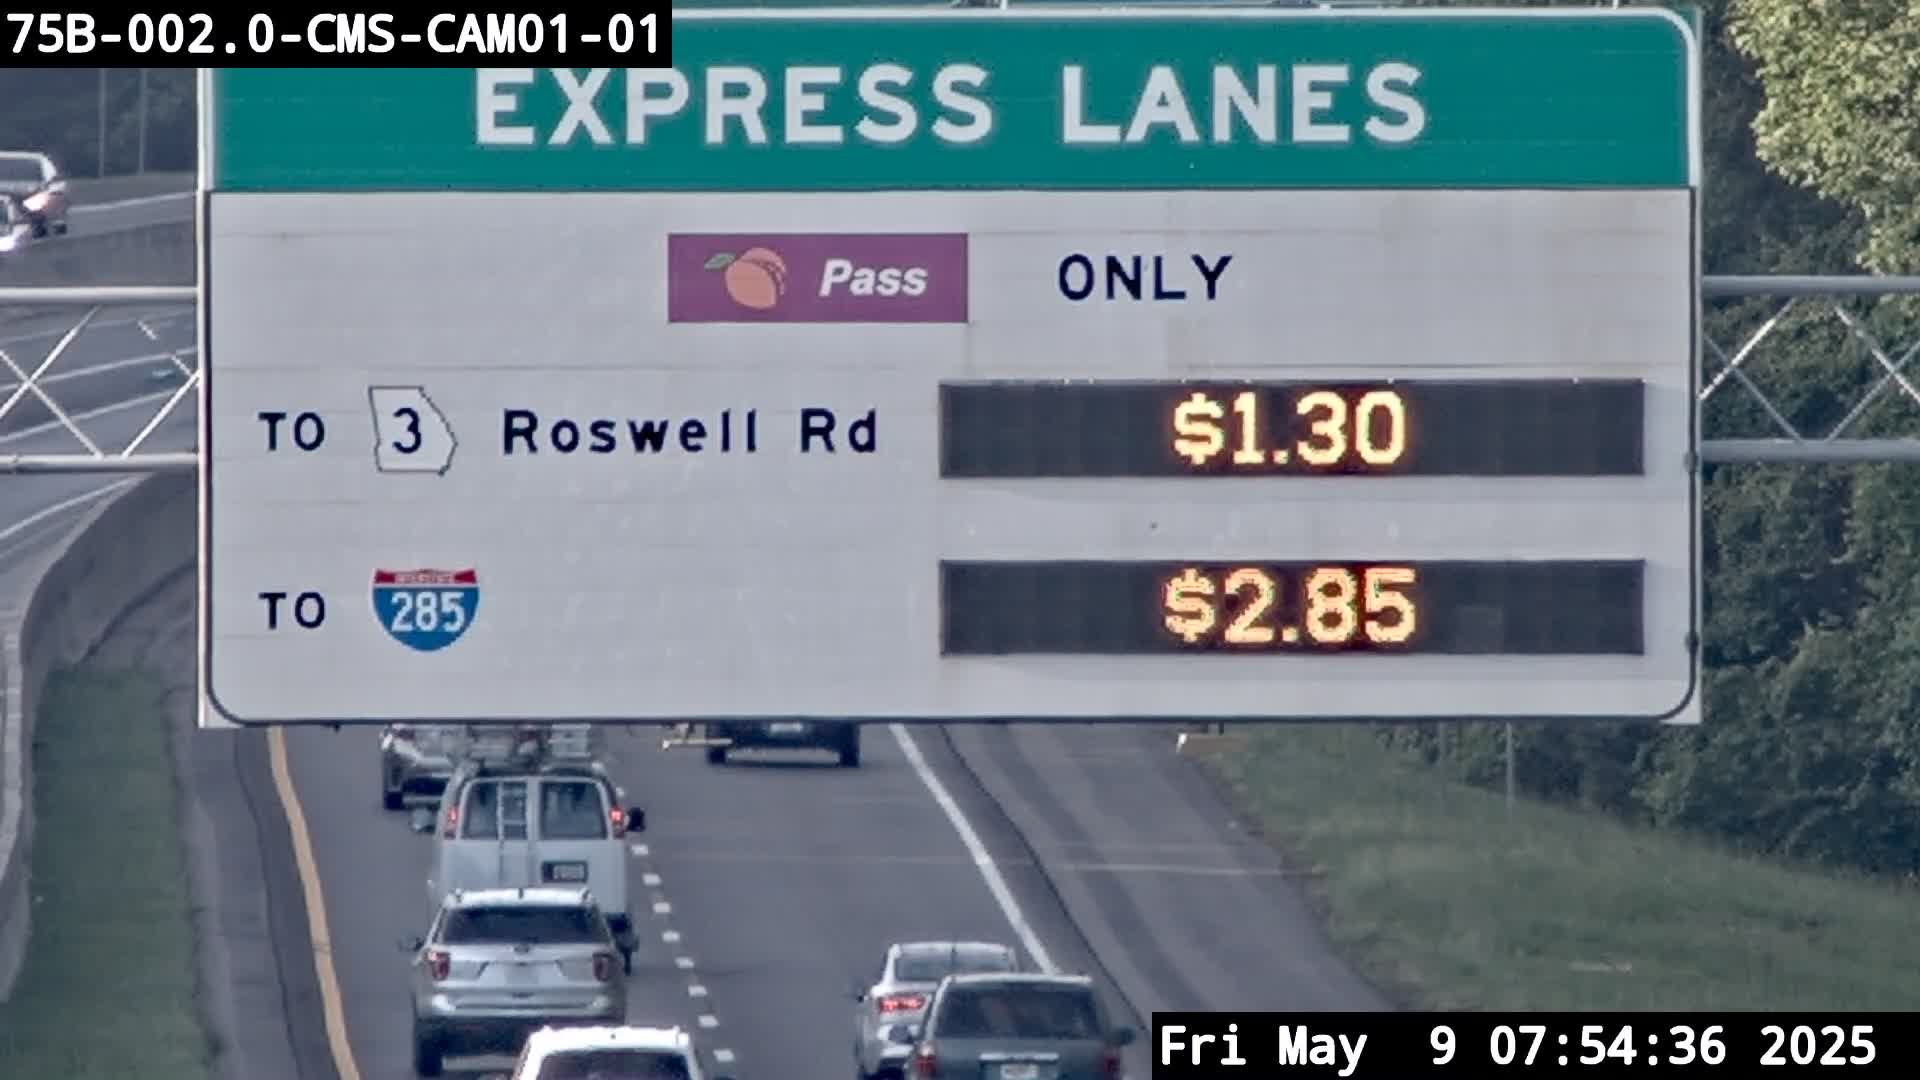 75B-002.0-CMS-CAM01-01
EXPRESS LANES
Pass ONLY
TO 3 Roswell Rd $1.30
TO 285 $2.85
Fri May 9 07:54:36 2025